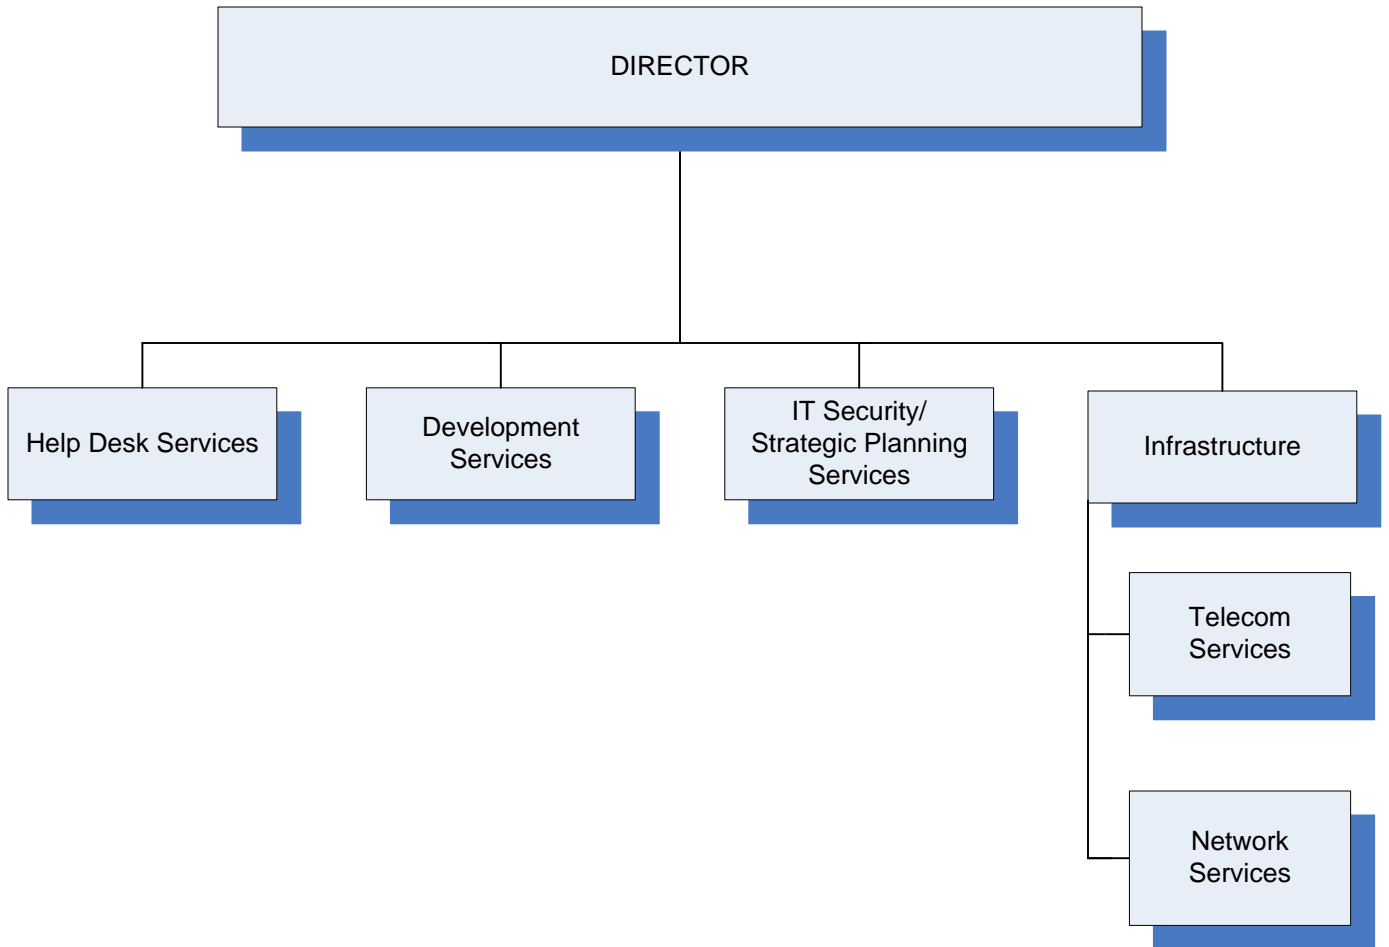 DIRECTOR
Help Desk Services
Development
Services
IT Security/
Strategic Planning
Services
Infrastructure
Telecom
Services
Network
Services